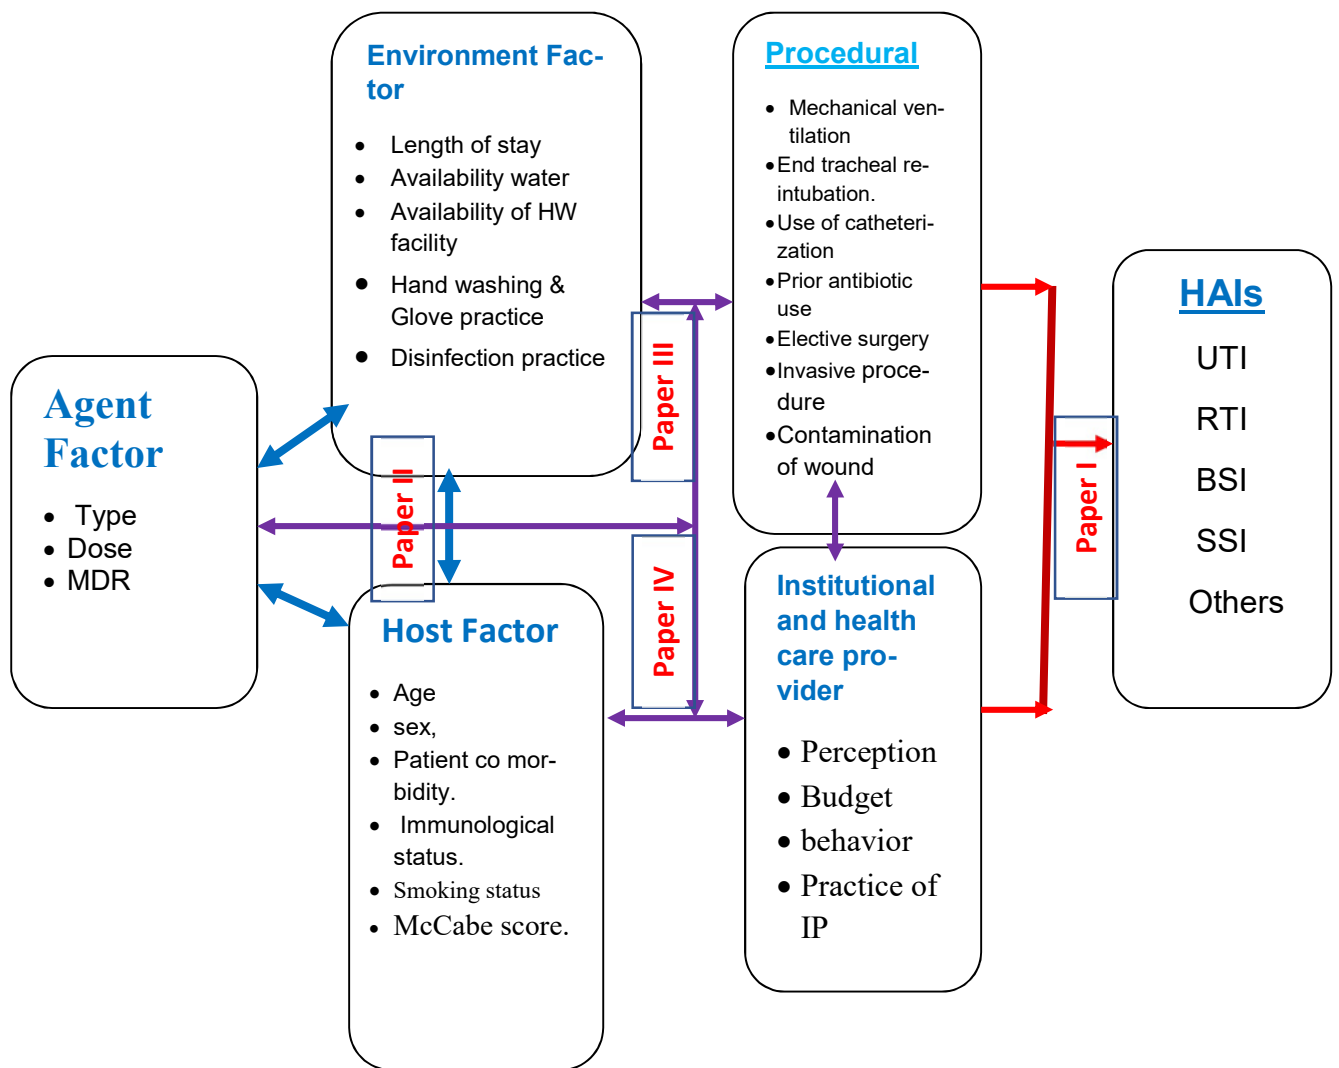 Environment Fac-
tor
• Length of stay
• Availability water
• Availability of HW
facility
• Hand washing &
Glove practice
• Disinfection practice
Procedural
• Mechanical ven-
tilation
• End tracheal re-
intubation.
• Use of catheteri-
zation
• Prior antibiotic
use
• Elective surgery
• Invasive proce-
dure
• Contamination
of wound
HAIs
UTI
RTI
BSI
SSI
Others
Agent
Factor
• Type
• Dose
• MDR
Paper II
Paper III
Paper IV
Paper I
Host Factor
• Age
• sex,
• Patient co mor-
bidity.
• Immunological
status.
• Smoking status
• McCabe score.
Institutional
and health
care pro-
vider
• Perception
• Budget
• behavior
• Practice of
IP